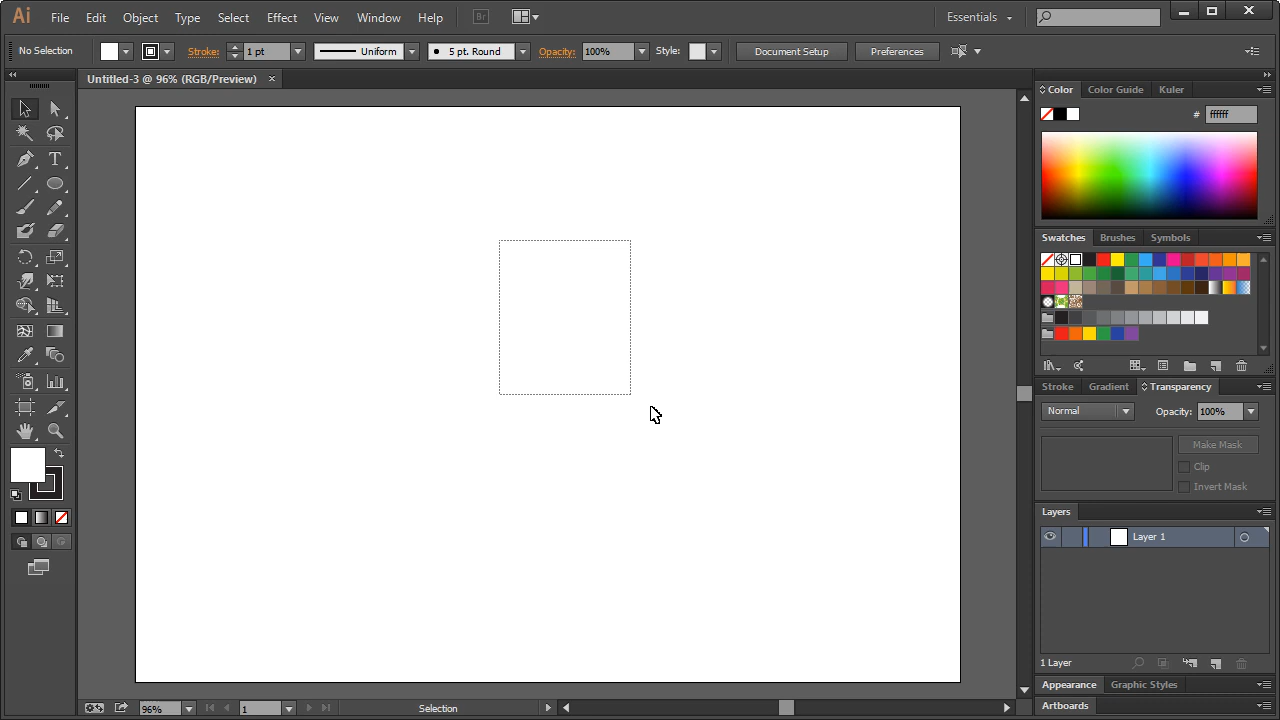 Ai File Edit Object Type Select Effect View Window Help Br Essentials
No Selection Stroke: 1 pt Uniform 5 pt. Round Opacity: 100% Style: Document Setup Preferences
Untitled-3 @ 96% (RGB/Preview)
Color Color Guide Kuler
# ffffff
Swatches Brushes Symbols
Stroke Gradient Transparency
Normal Opacity: 100%
Make Mask
Clip
Invert Mask
Layers
Layer 1
1 Layer
Appearance Graphic Styles
Artboards
96% 1 Selection